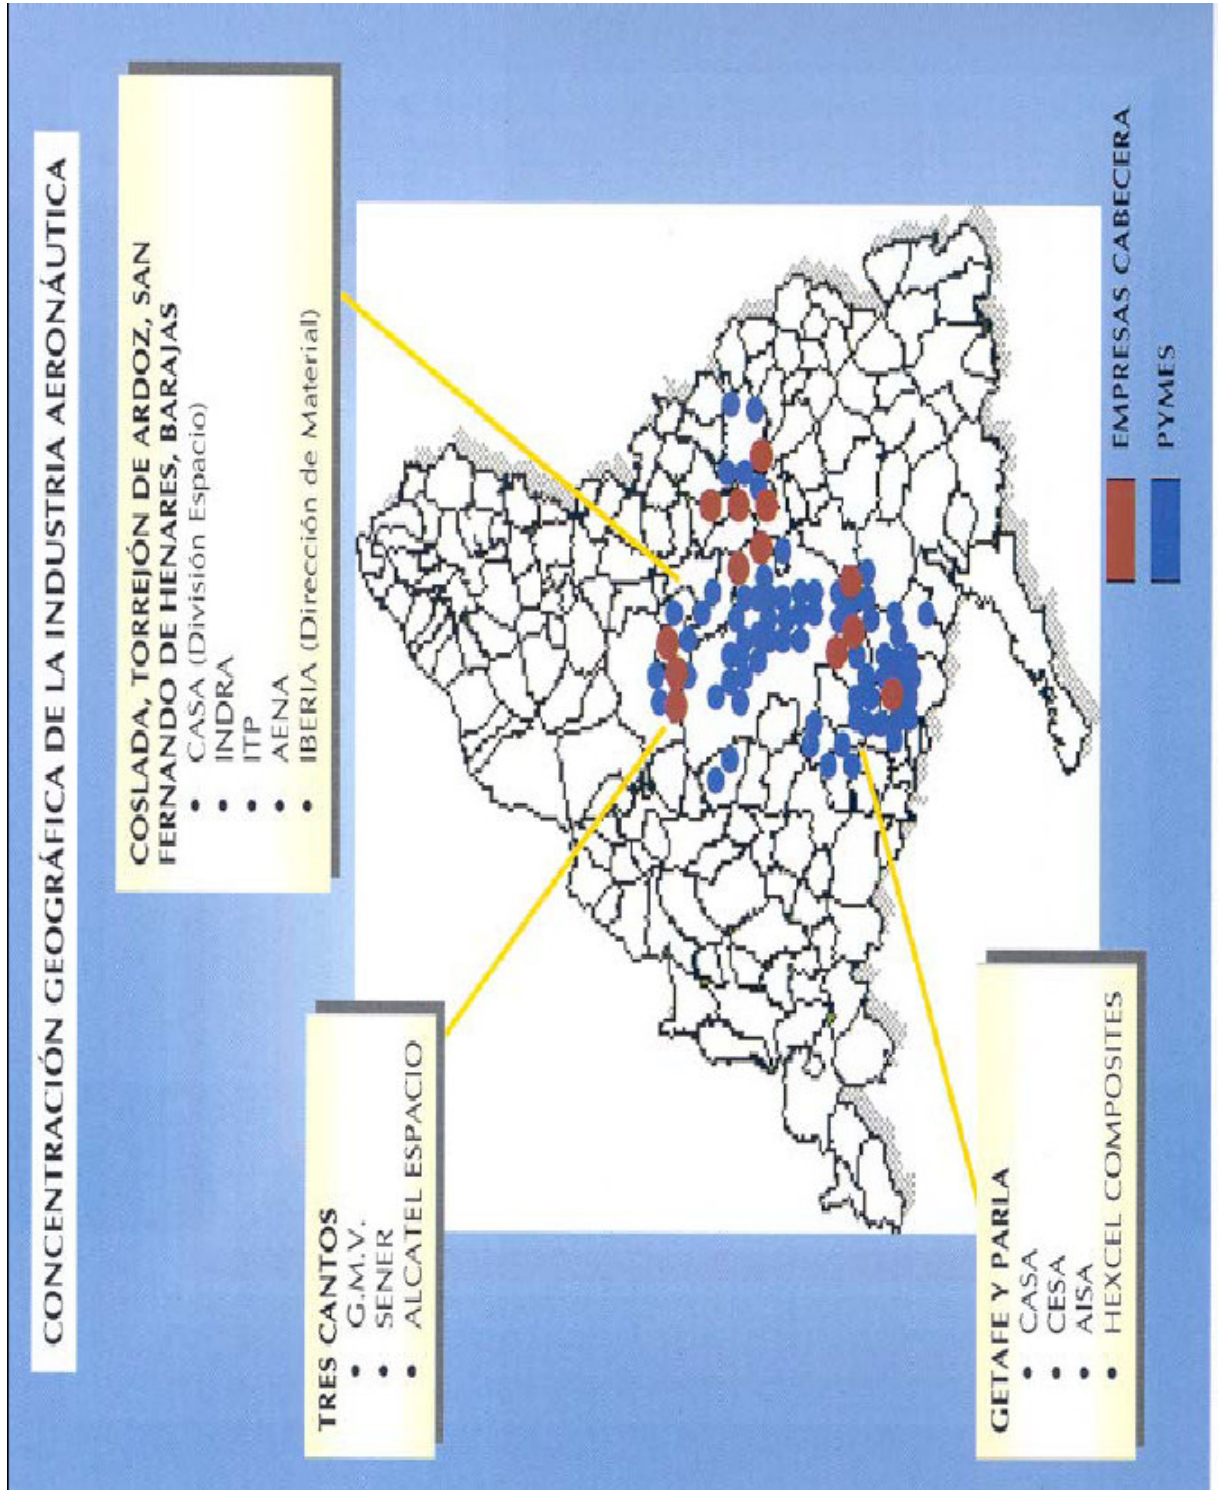 CONCENTRACIÓN GEOGRÁFICA DE LA INDUSTRIA AERONÁUTICA
COSLADA, TORREJÓN DE ARDOZ, SAN
FERNANDO DE HENARES, BARAJAS
• CASA (División Espacio)
• INDRA
• ITP
• AENA
• IBERIA (Dirección de Material)
TRES CANTOS
• G.M.V.
• SENER
• ALCATEL ESPACIO
GETAFE Y PARLA
• CASA
• CESA
• AISA
• HEXCEL COMPOSITES
EMPRESAS CABECERA
PYMES